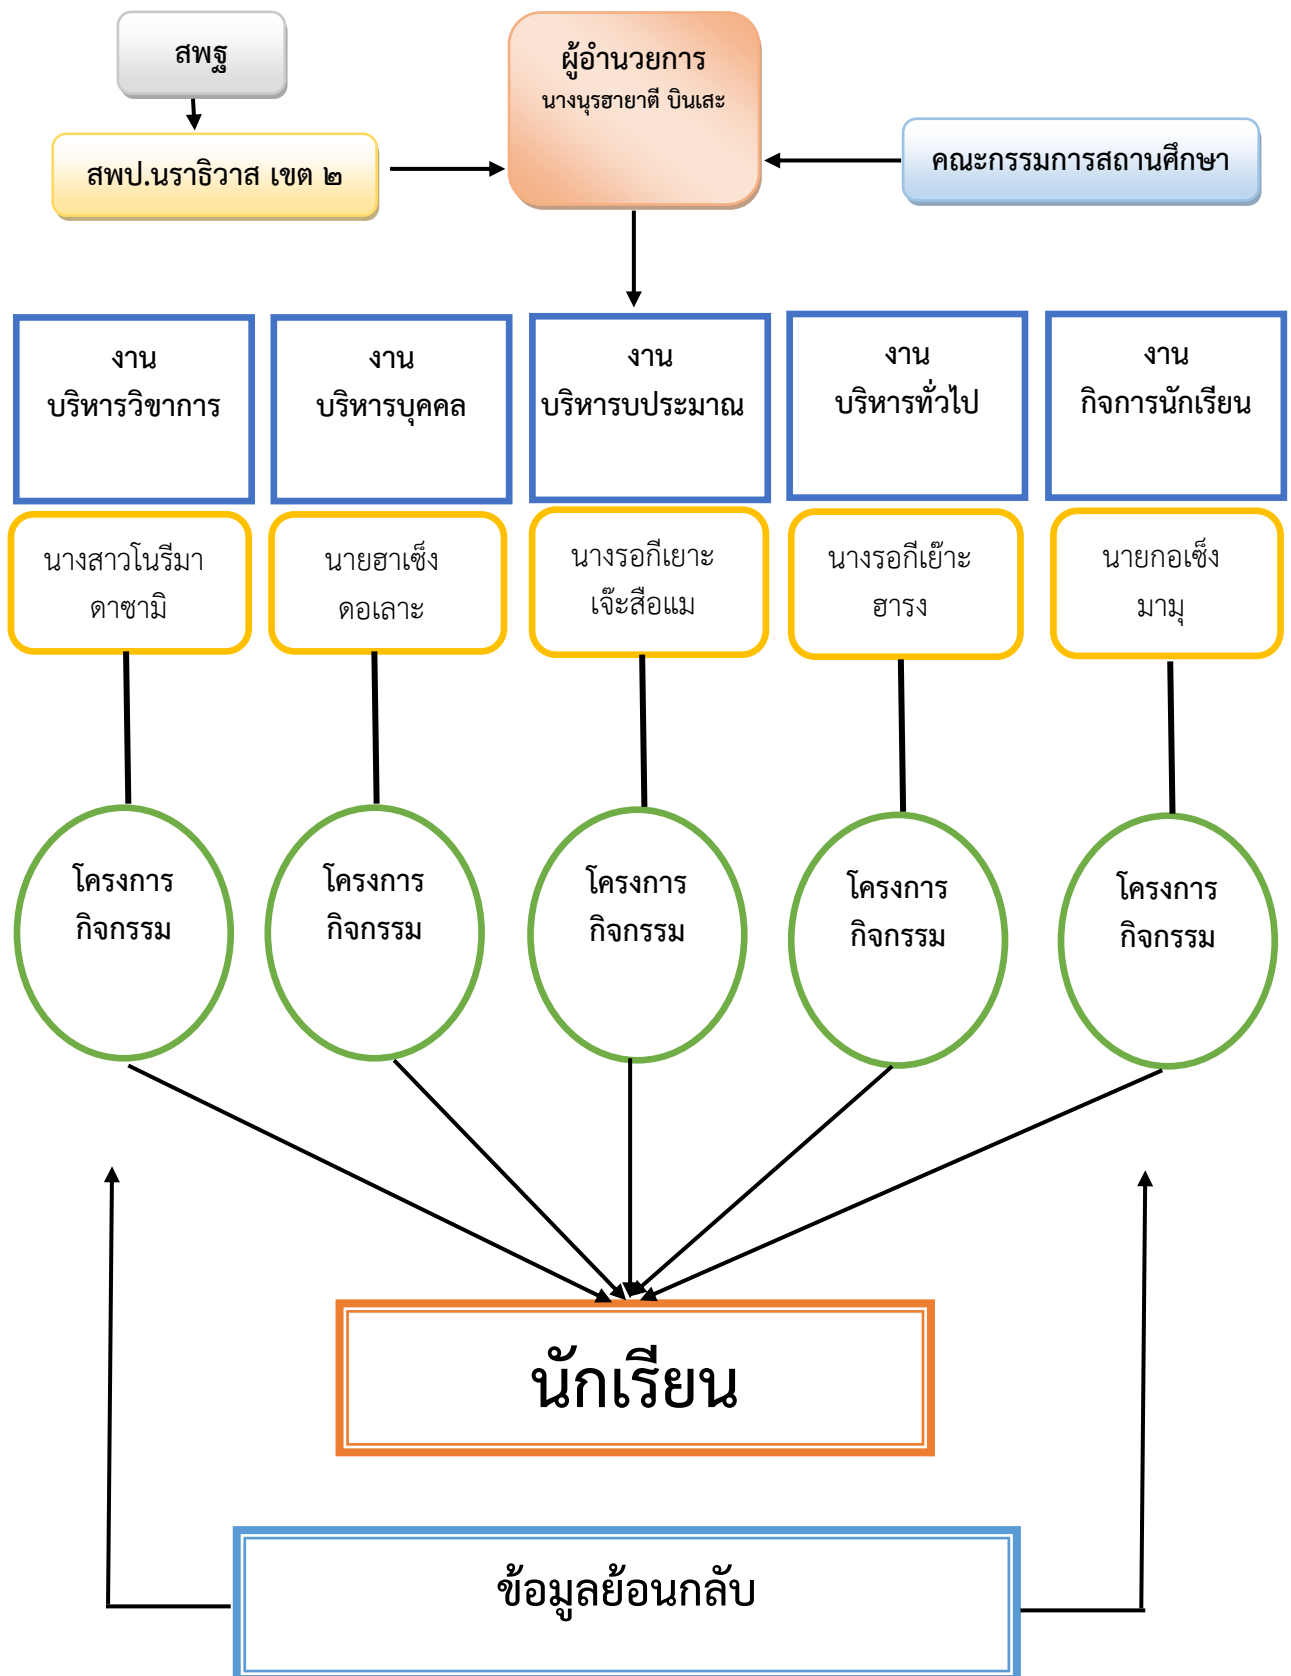 สพฐ
ผู้อำนวยการ
นางนุรฮายาตี บินเสะ
สพป.นราธิวาส เขต ๒
คณะกรรมการสถานศึกษา
งาน
บริหารวิขาการ
งาน
บริหารบุคคล
งาน
บริหารบประมาณ
งาน
บริหารทั่วไป
งาน
กิจการนักเรียน
นางสาวโนรีมา
ดาซามิ
นายฮาเซ็ง
ดอเลาะ
นางรอกีเยาะ
เจ๊ะสือแม
นางรอกีเย๊าะ
ฮารง
นายกอเซ็ง
มามุ
โครงการ
กิจกรรม
โครงการ
กิจกรรม
โครงการ
กิจกรรม
โครงการ
กิจกรรม
โครงการ
กิจกรรม
นักเรียน
ข้อมูลย้อนกลับ